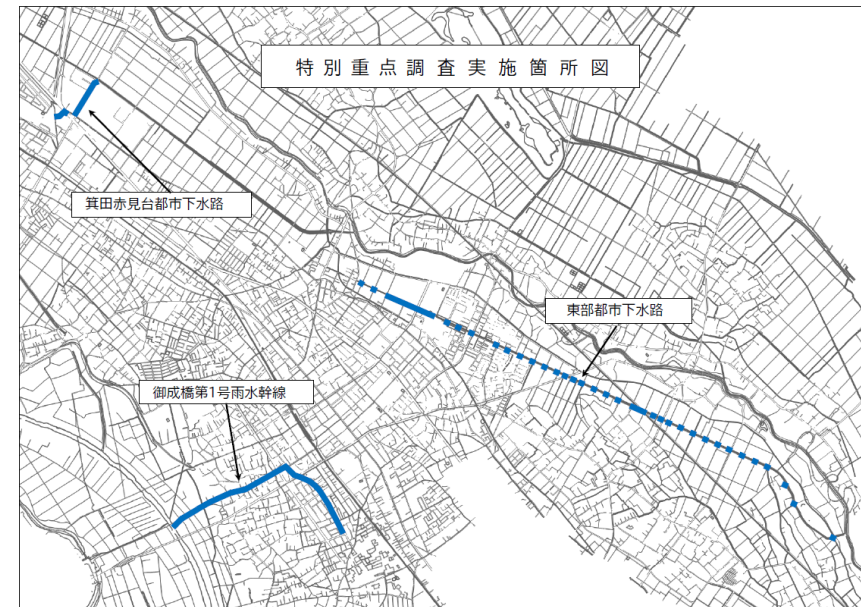 特別重点調査実施箇所図
箕田赤見台都市下水路
東部都市下水路
御成橋第1号雨水幹線